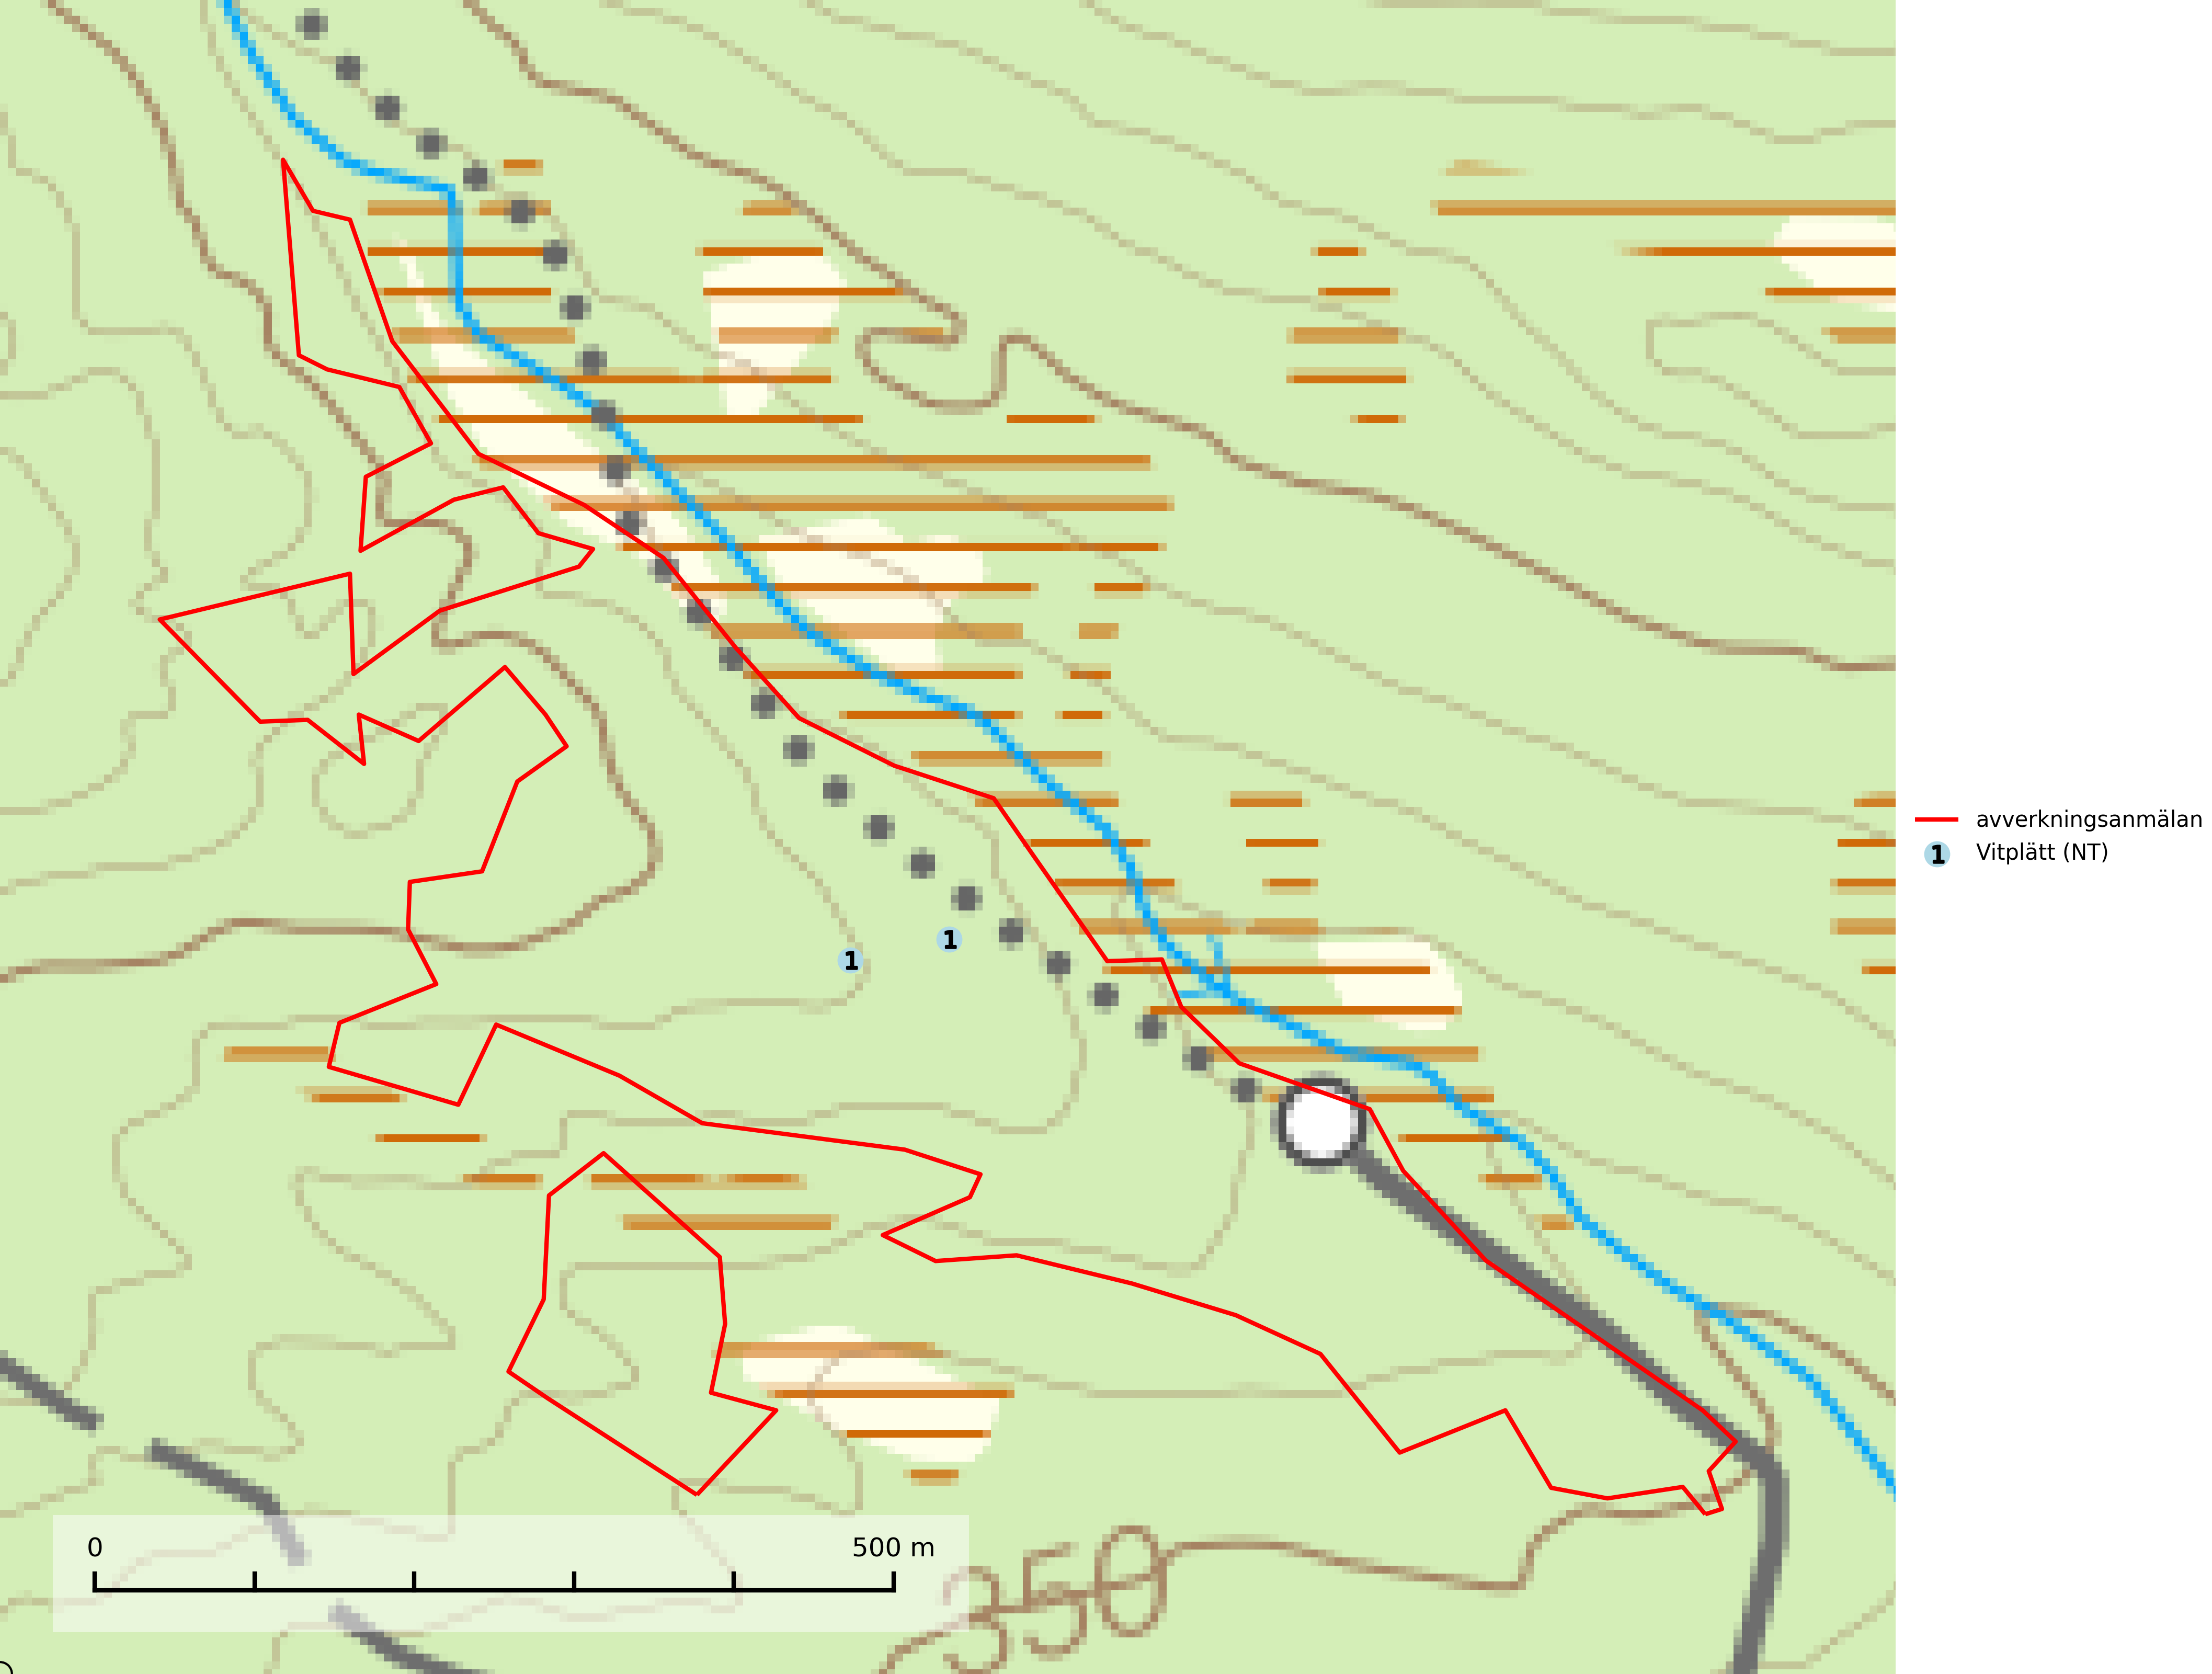 1
1
avverkningsanmälan
1 Vitplätt (NT)
0 500 m
350